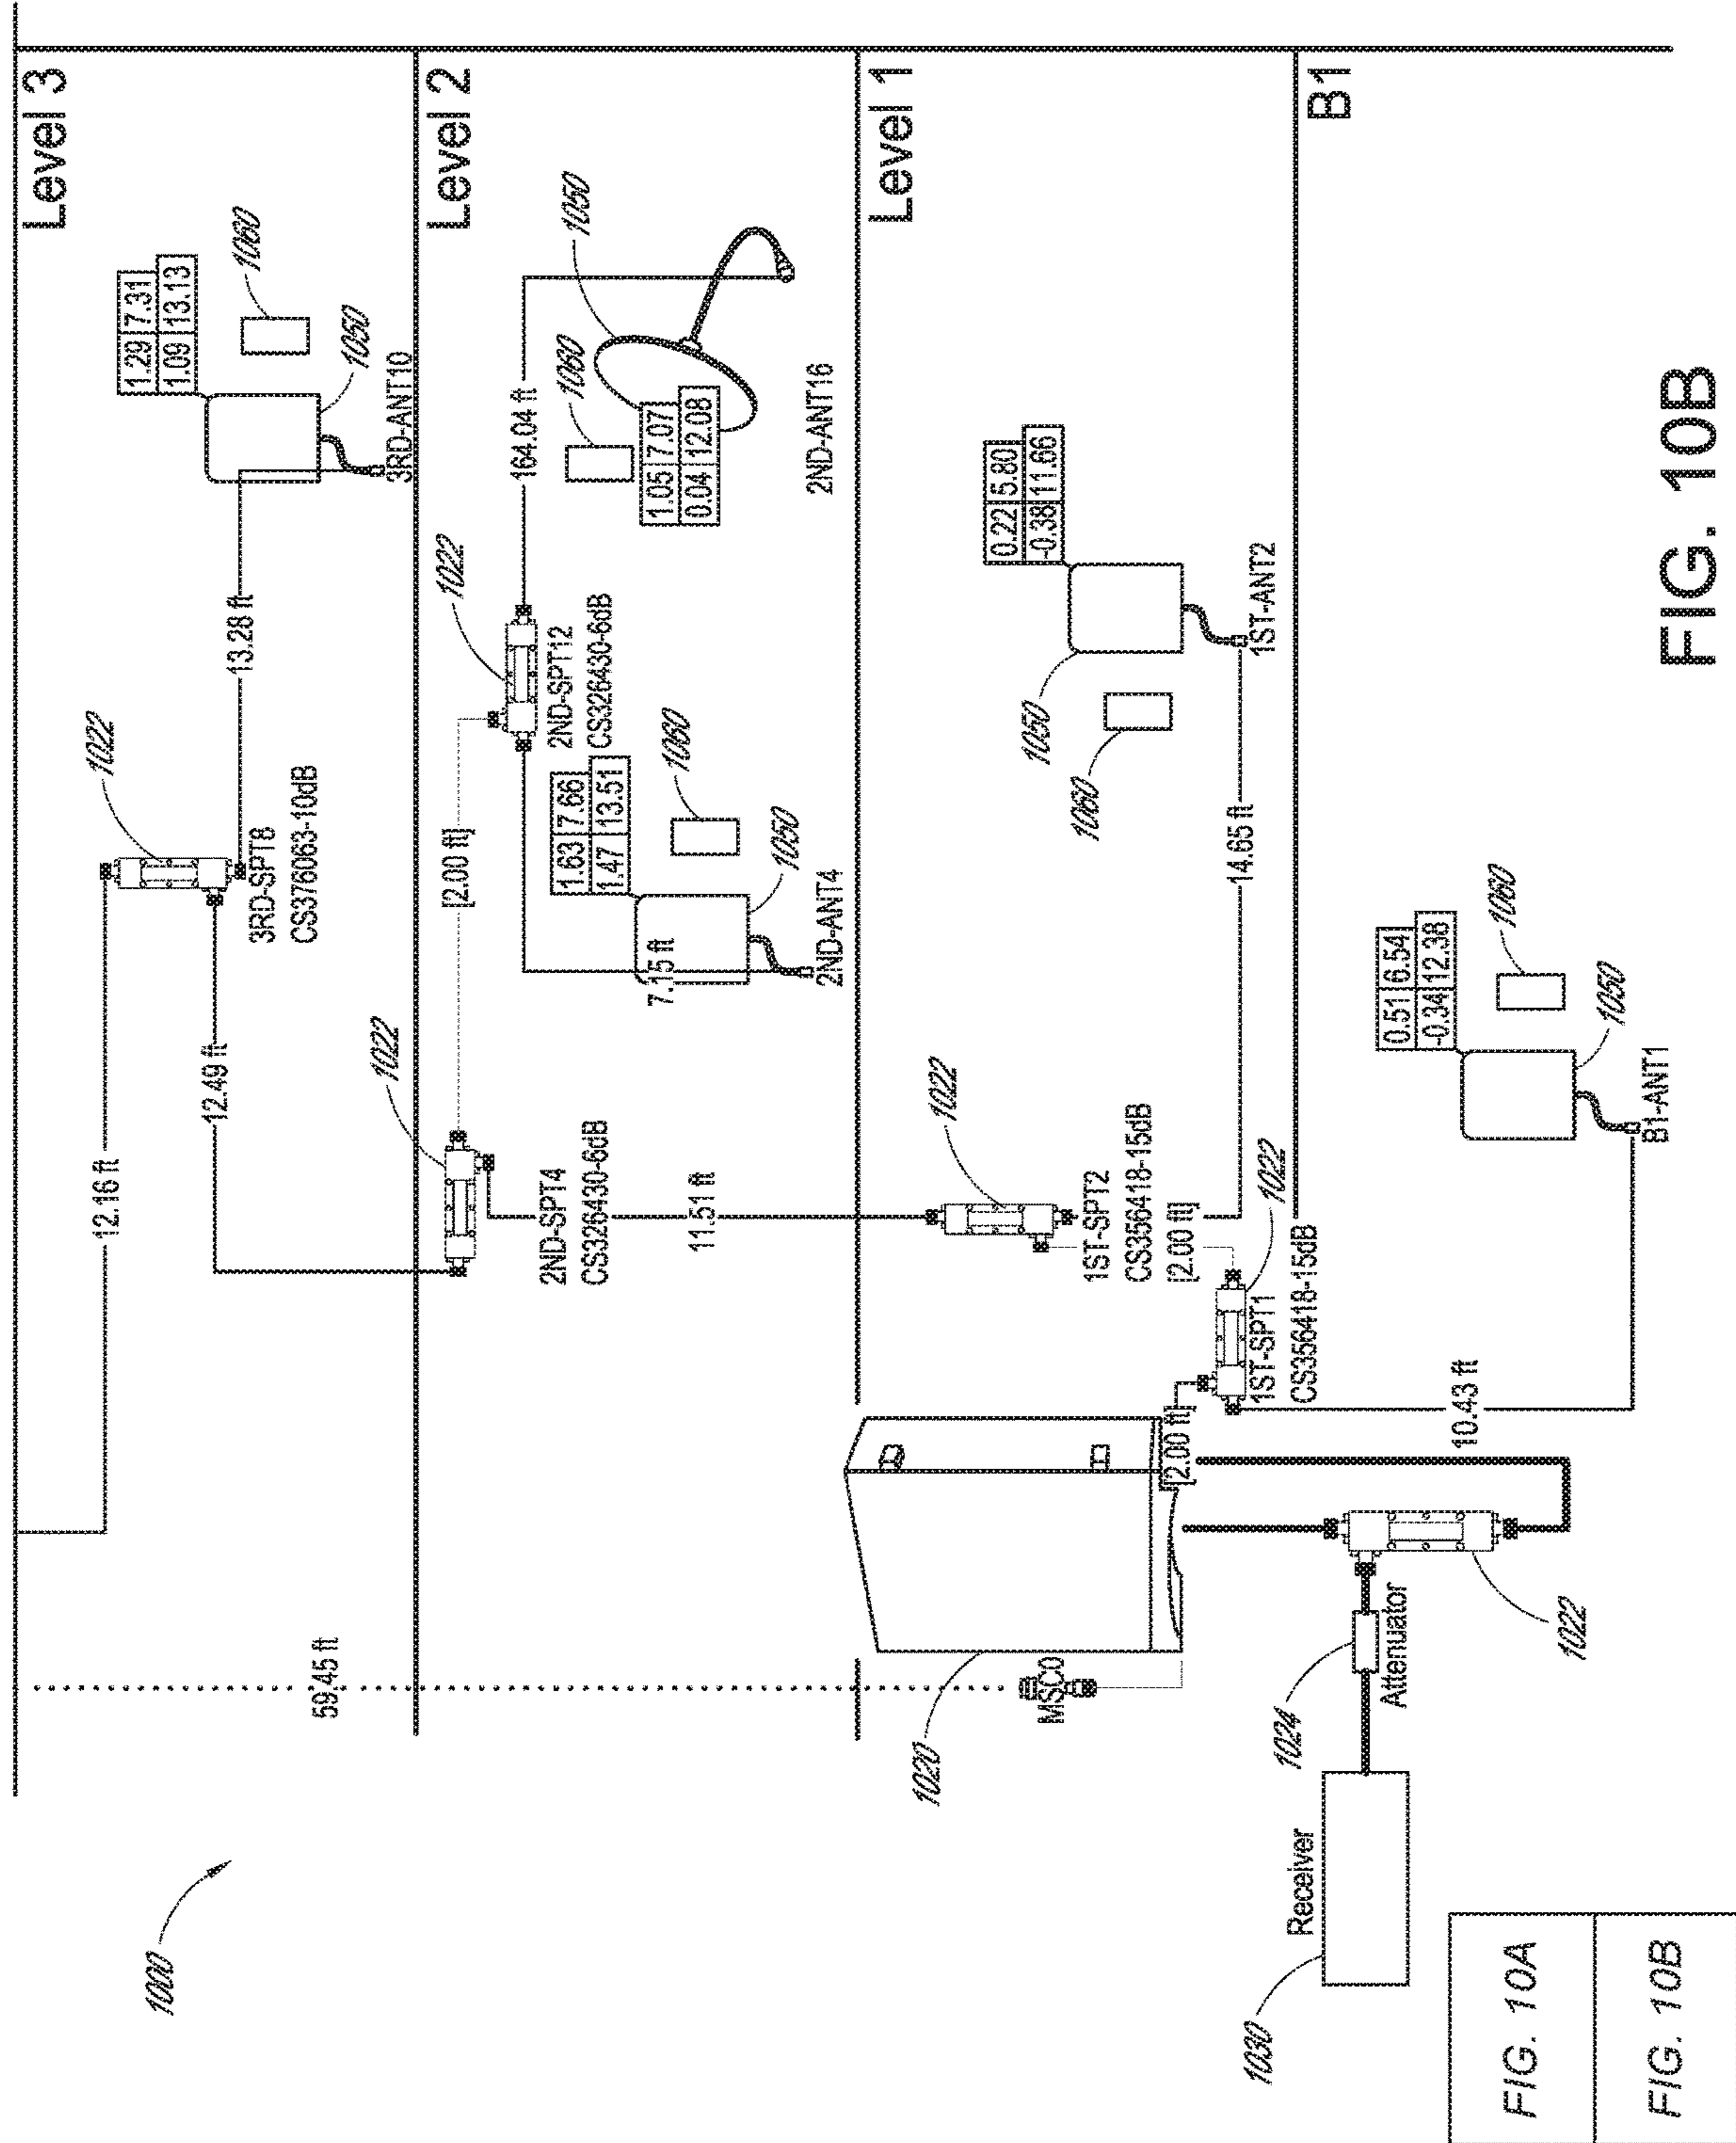 Level 3
1.29 7.31
1.09 13.13
1060
1050
3RD-ANT10
13.28 ft
1022
3RD-SPT8
CS376063-10dB
12.49 ft
12.16 ft
59.45 ft
1000
Level 2
1050
164.04 ft
1060
1.05 7.07
0.04 12.08
2ND-ANT16
1022
2ND-SPT12
CS326430-6dB
[2.00 ft]
1.63 7.66
1.47 13.51
1060
1050
7.15 ft
2ND-ANT4
1022
2ND-SPT4
CS326430-6dB
11.51 ft
Level 1
0.22 5.80
-0.38 11.66
1050
1060
1ST-ANT2
14.65 ft
1022
1ST-SPT2
CS356418-15dB
[2.00 ft]
1022
1ST-SPT1
CS356418-15dB
[2.00 ft]
MSC0
1020
B1
0.51 6.54
-0.34 12.38
1060
1050
B1-ANT1
10.43 ft
1022
Attenuator
1024
Receiver
1030
FIG. 10A
FIG. 10B
FIG. 10B